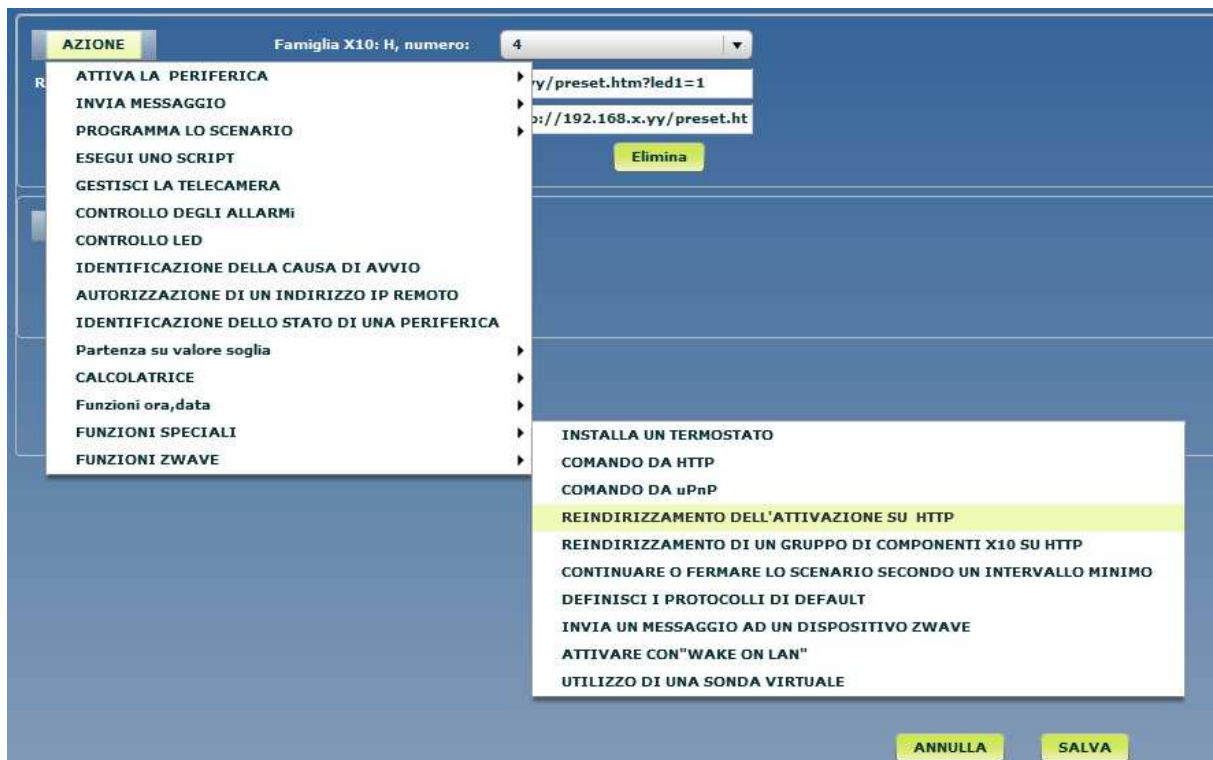 AZIONE Famiglia X10: H, numero: 4
R
ATTIVA LA PERIFERICA
yy/preset.htm?led1=1
INVIA MESSAGGIO
p://192.168.x.yy/preset.ht
PROGRAMMA LO SCENARIO
ESEGUI UNO SCRIPT
Elimina
GESTISCI LA TELECAMERA
CONTROLLO DEGLI ALLARMi
CONTROLLO LED
IDENTIFICAZIONE DELLA CAUSA DI AVVIO
AUTORIZZAZIONE DI UN INDIRIZZO IP REMOTO
IDENTIFICAZIONE DELLO STATO DI UNA PERIFERICA
Partenza su valore soglia
CALCOLATRICE
Funzioni ora,data
FUNZIONI SPECIALI
FUNZIONI ZWAVE
INSTALLA UN TERMOSTATO
COMANDO DA HTTP
COMANDO DA uPnP
REINDIRIZZAMENTO DELL'ATTIVAZIONE SU HTTP
REINDIRIZZAMENTO DI UN GRUPPO DI COMPONENTI X10 SU HTTP
CONTINUARE O FERMARE LO SCENARIO SECONDO UN INTERVALLO MINIMO
DEFINISCI I PROTOCOLLI DI DEFAULT
INVIA UN MESSAGGIO AD UN DISPOSITIVO ZWAVE
ATTIVARE CON"WAKE ON LAN"
UTILIZZO DI UNA SONDA VIRTUALE
ANNULLA SALVA